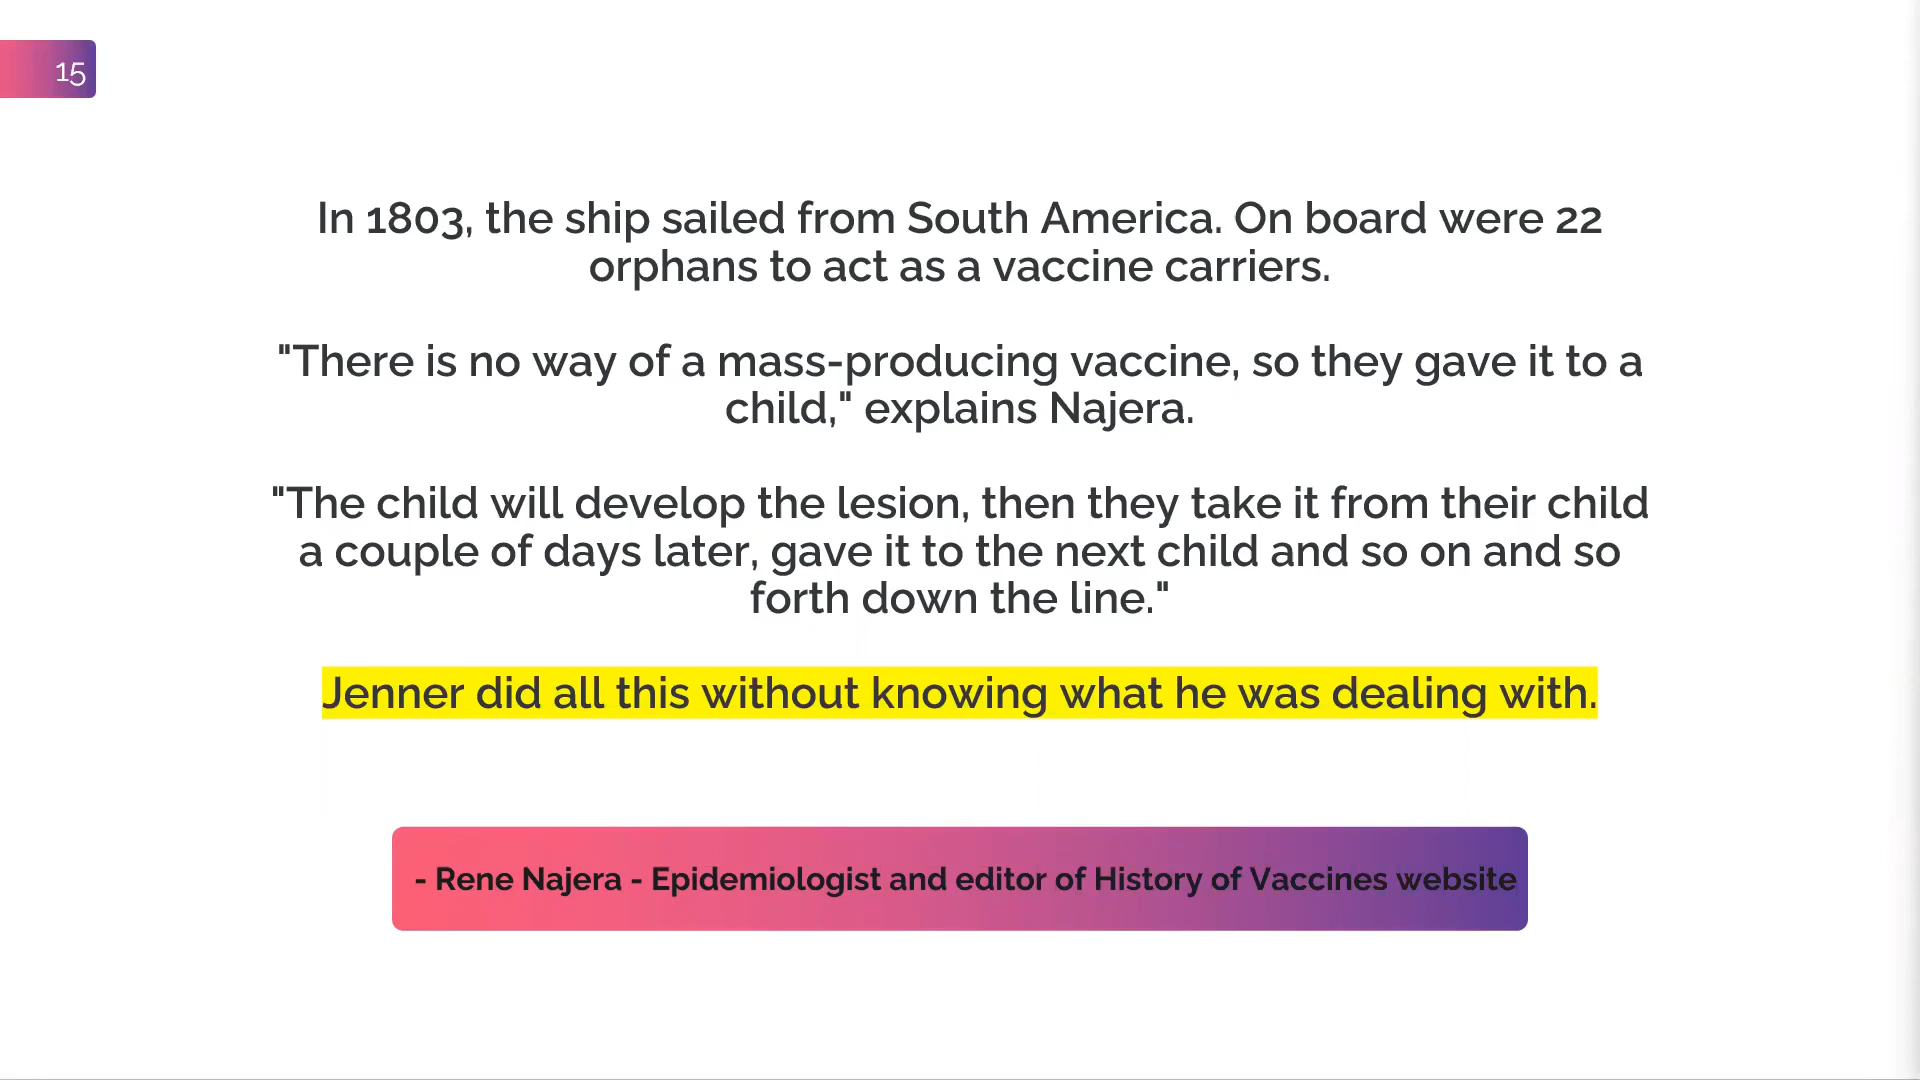 15
In 1803, the ship sailed from South America. On board were 22
orphans to act as a vaccine carriers.
"There is no way of a mass-producing vaccine, so they gave it to a
child," explains Najera.
"The child will develop the lesion, then they take it from their child
a couple of days later, gave it to the next child and so on and so
forth down the line."
Jenner did all this without knowing what he was dealing with.
- Rene Najera - Epidemiologist and editor of History of Vaccines website